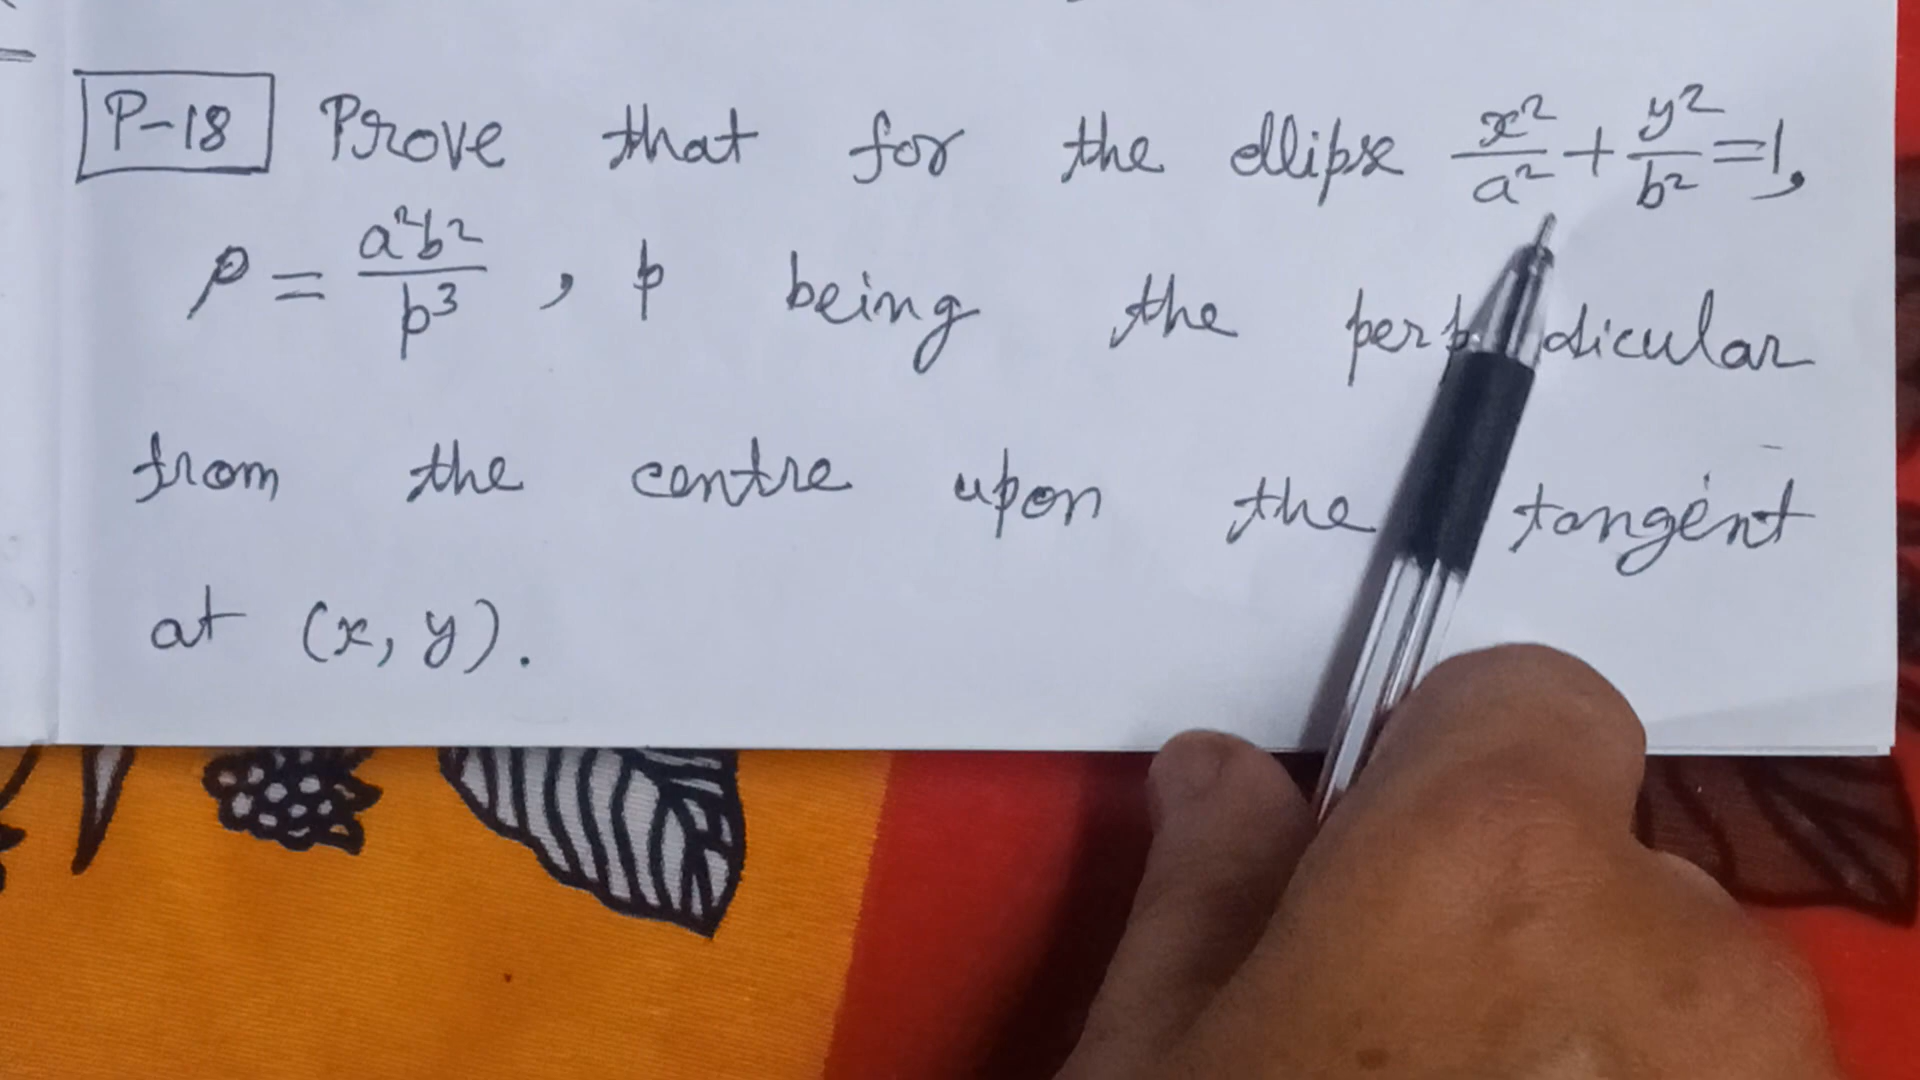 P-18 Prove that for the ellipse x²/a² + y²/b² = 1,
ρ = a²b²/p³, p being the
from the centre upon the tangent
at (x, y).